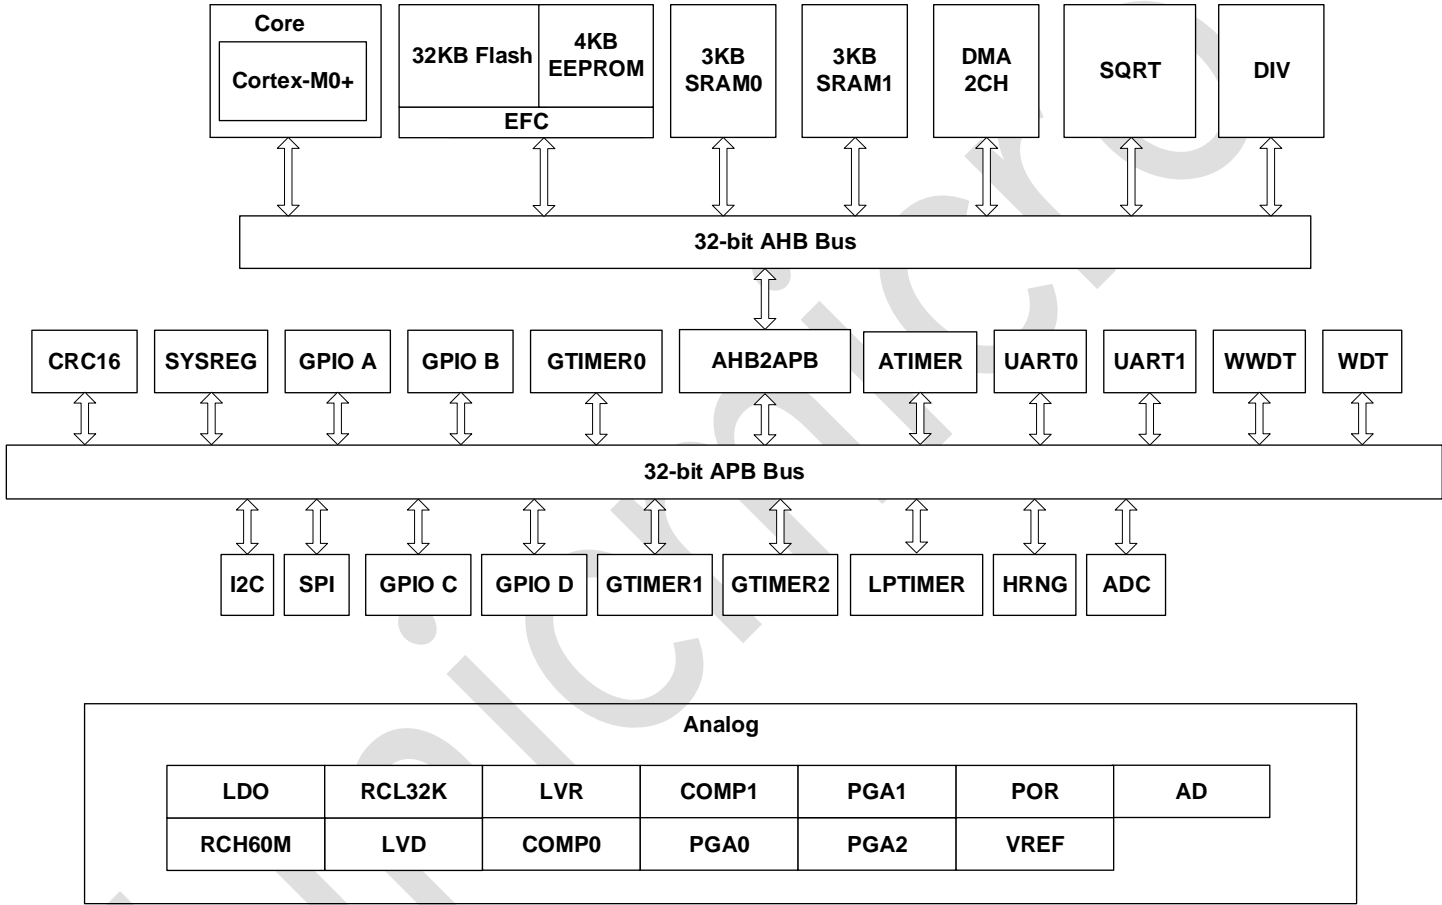 Core
Cortex-M0+
32KB Flash
4KB
EEPROM
EFC
3KB
SRAM0
3KB
SRAM1
DMA
2CH
SQRT
DIV
32-bit AHB Bus
CRC16
SYSREG
GPIO A
GPIO B
GTIMER0
AHB2APB
ATIMER
UART0
UART1
WWDT
WDT
32-bit APB Bus
I2C
SPI
GPIO C
GPIO D
GTIMER1
GTIMER2
LPTIMER
HRNG
ADC
Analog
LDO
RCL32K
LVR
COMP1
PGA1
POR
AD
RCH60M
LVD
COMP0
PGA0
PGA2
VREF